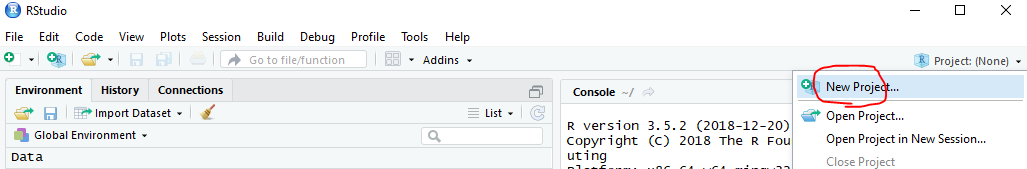 RStudio
File Edit Code View Plots Session Build Debug Profile Tools Help
Go to file/function Addins Project: (None)
Environment History Connections
Console ~/
New Project...
Import Dataset List
Open Project...
Global Environment
R version 3.5.2 (2018-12-20)
Open Project in New Session...
Copyright (C) 2018 The R Fou
Data
uting
Close Project